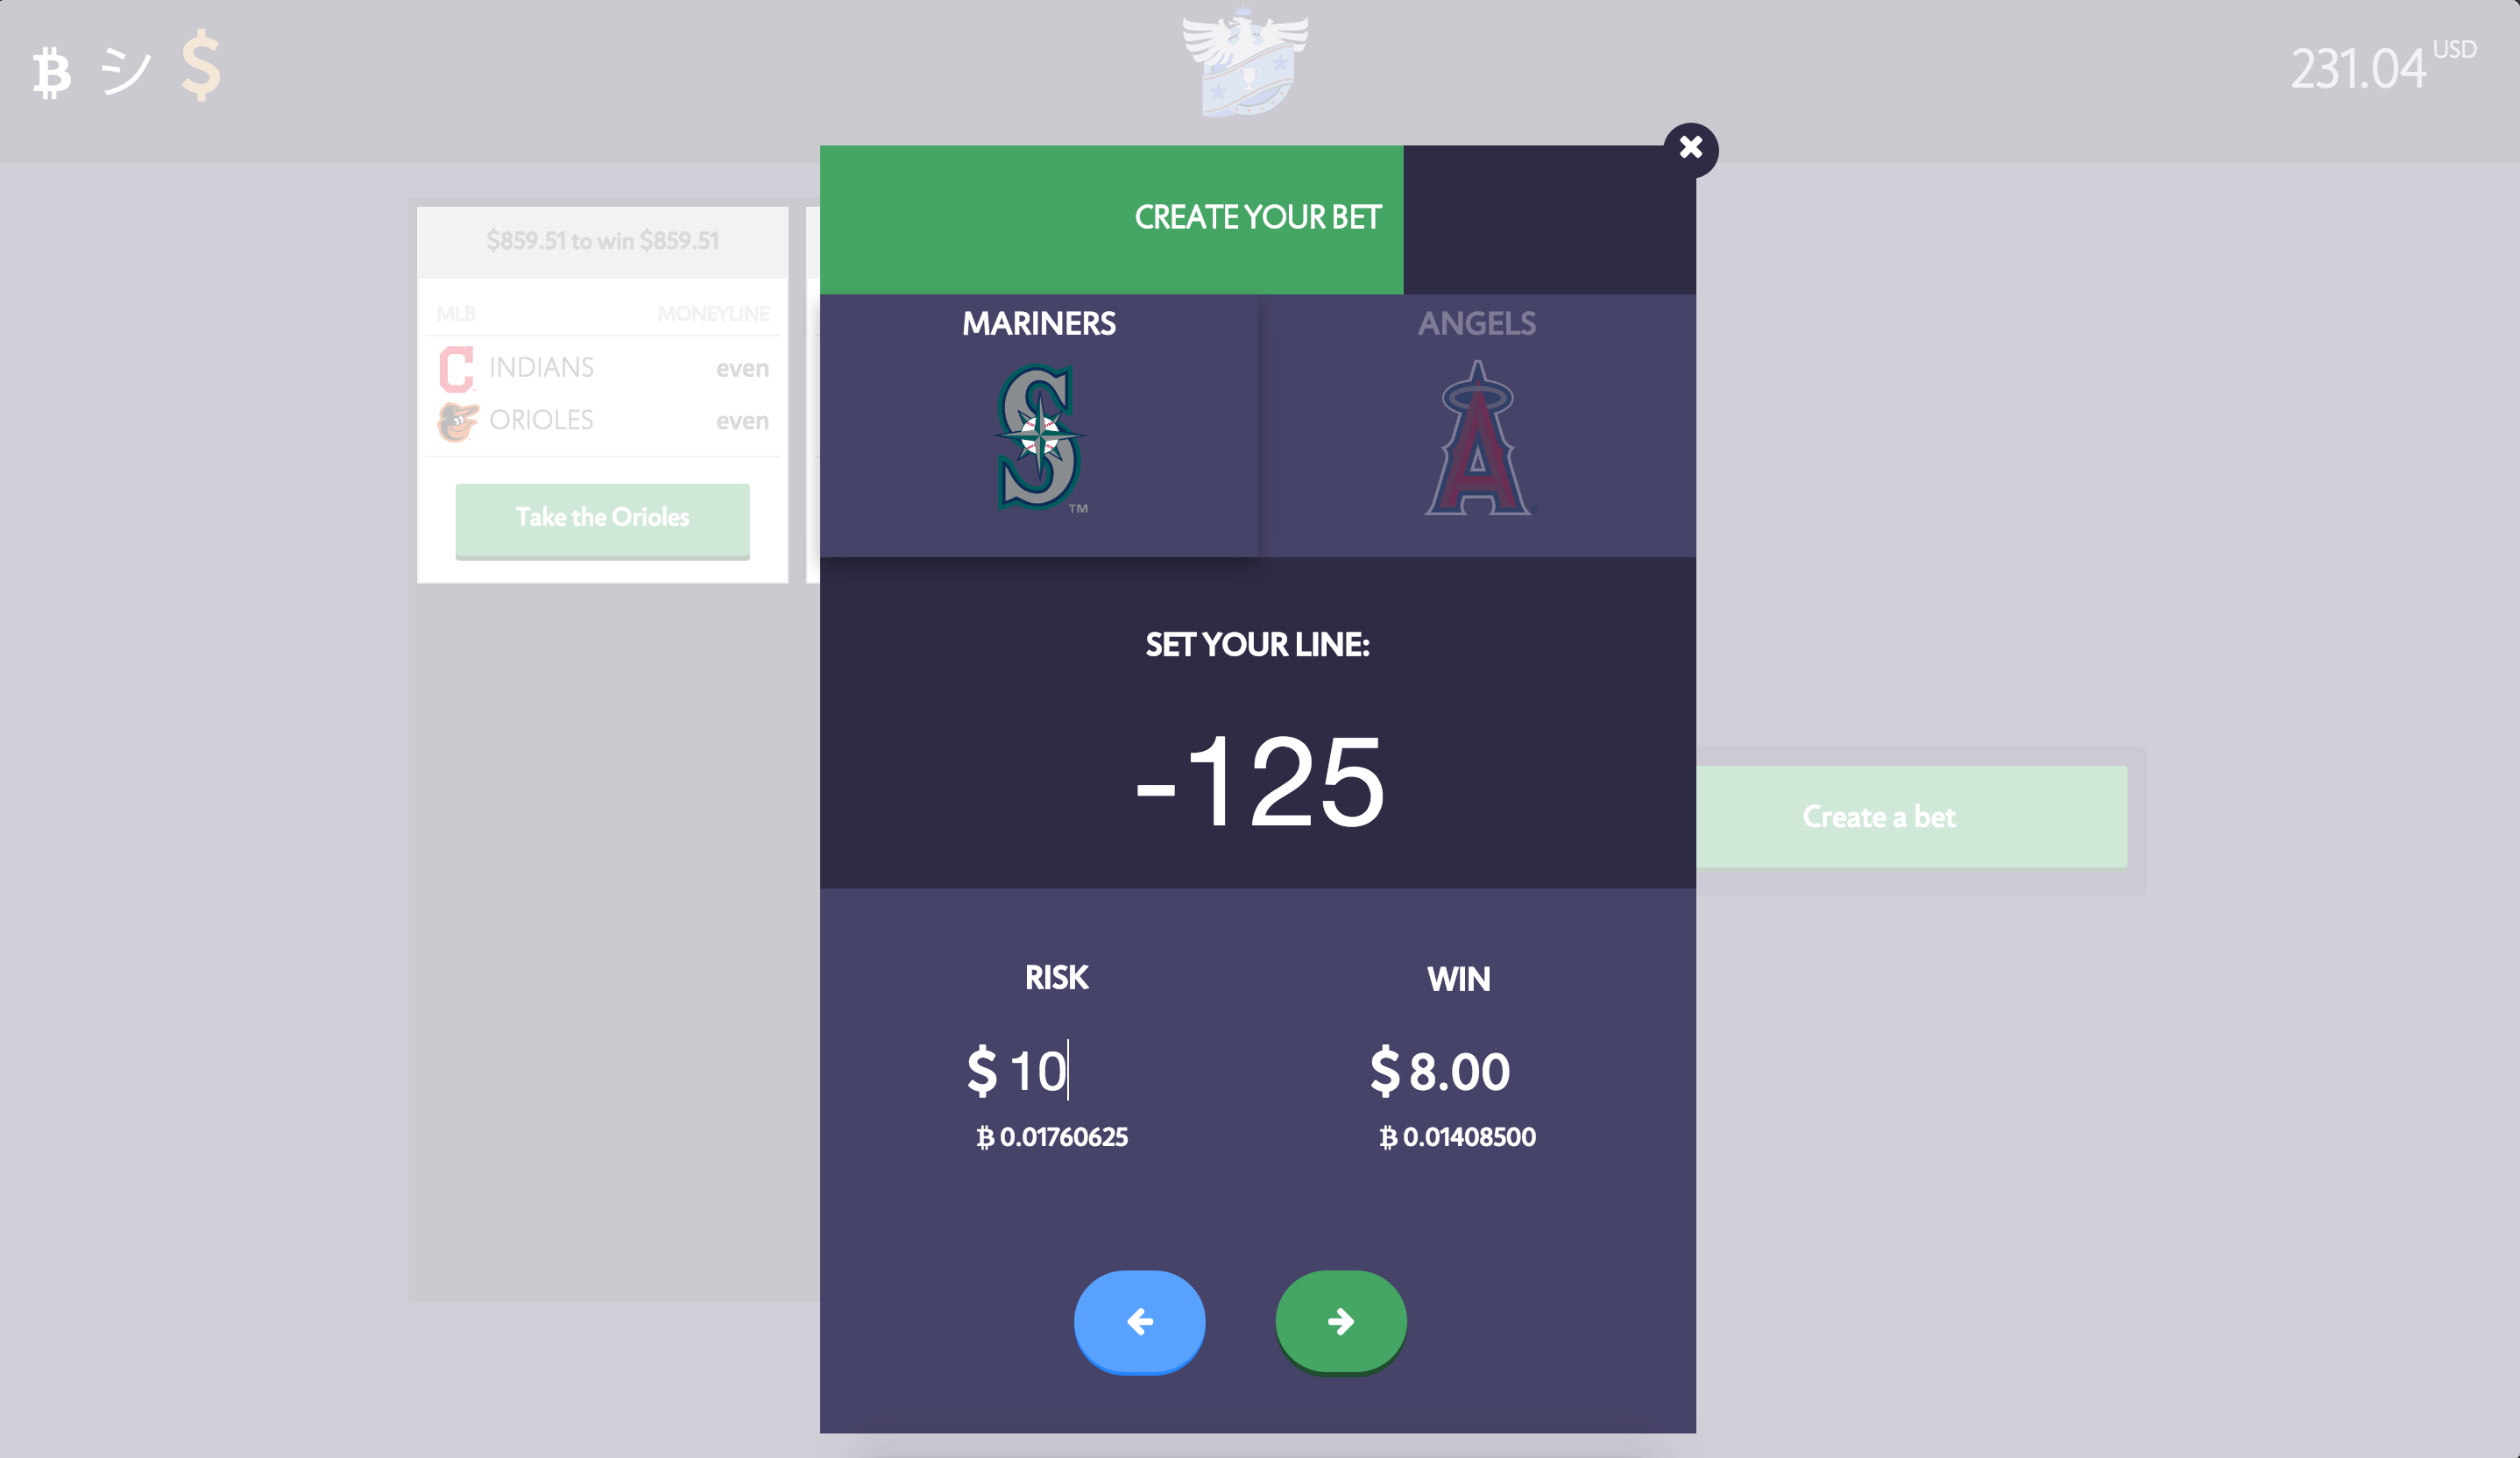 シ $
231.04 USD
CREATE YOUR BET
$859.51 to win $859.51
MLB MONEYLINE
INDIANS even
ORIOLES even
Take the Orioles
MARINERS
ANGELS
S
TM
A
SET YOUR LINE:
-125
Create a bet
RISK
WIN
$ 10
$ 8.00
₿ 0.01760625
₿ 0.01408500